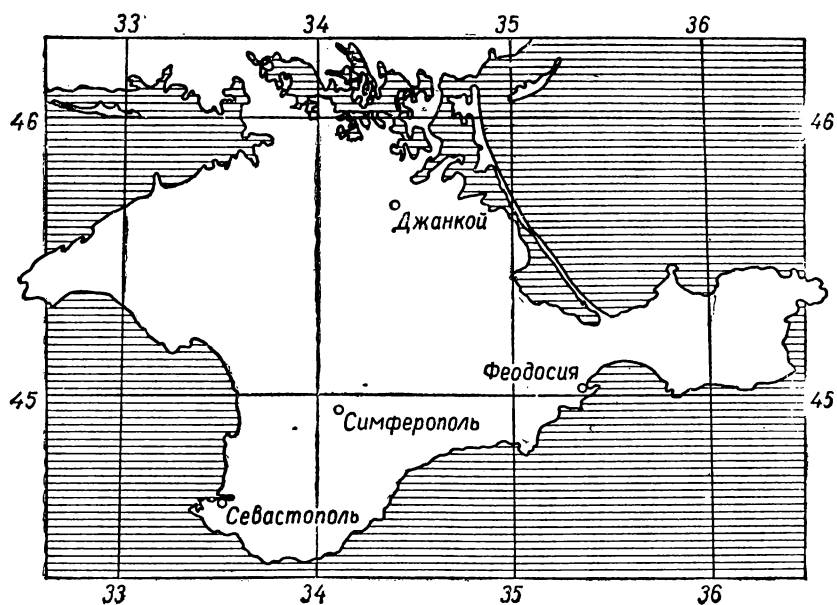 33 34 35 36
46 46
Джанкой
Феодосия
45 45
Симферополь
Севастополь
33 34 35 36